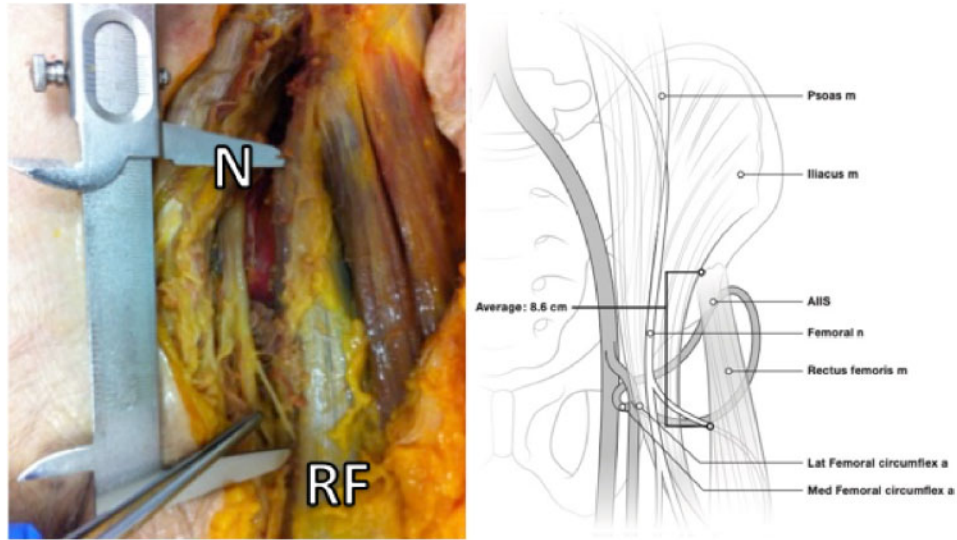 N
RF
Psoas m
Iliacus m
Average: 8.6 cm
AIIS
Femoral n
Rectus femoris m
Lat Femoral circumflex a
Med Femoral circumflex a